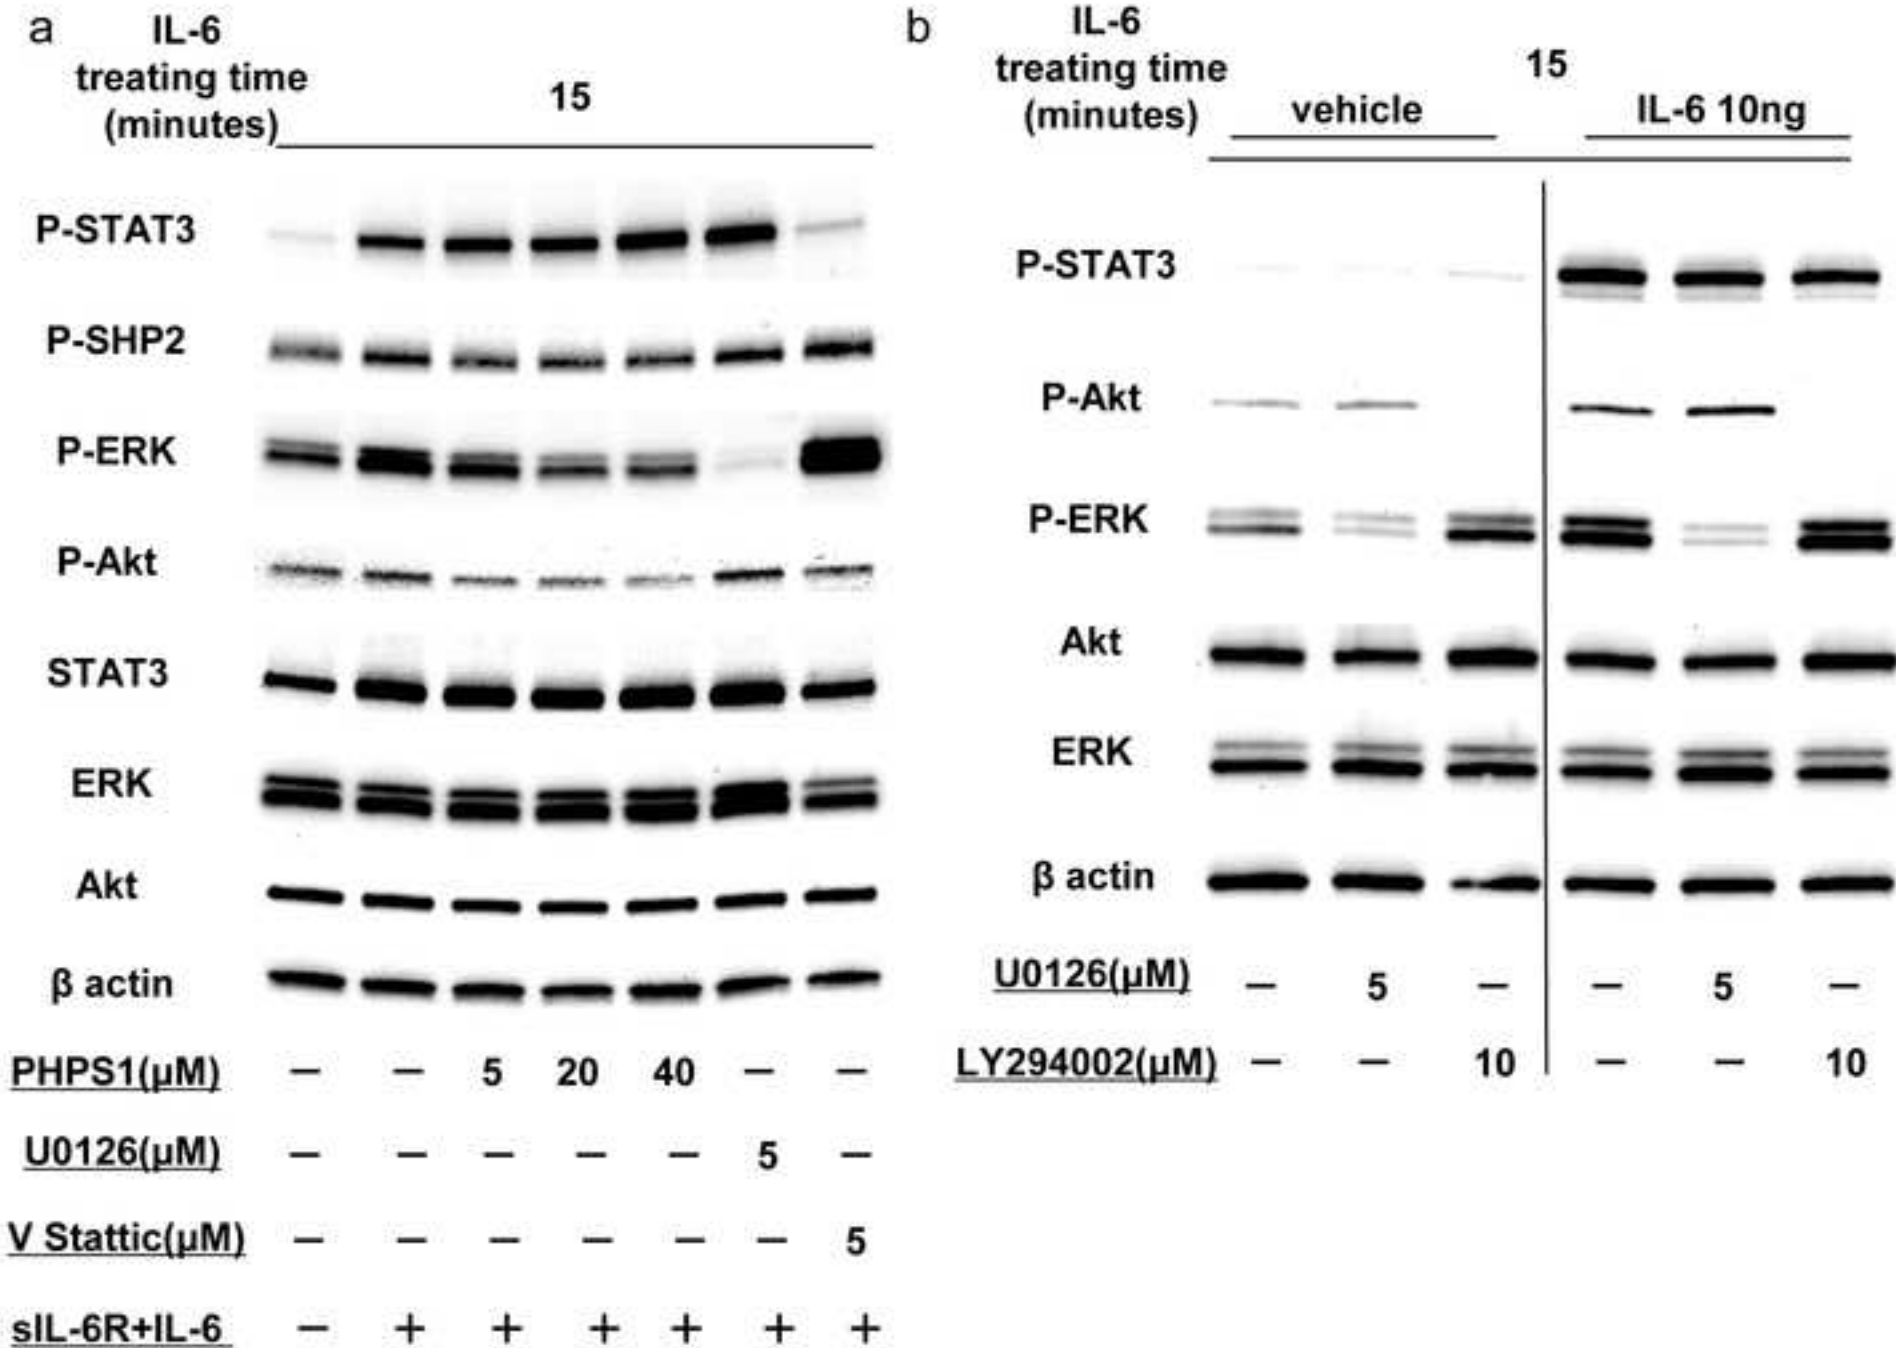 a
IL-6
treating time
(minutes)
15
P-STAT3
P-SHP2
P-ERK
P-Akt
STAT3
ERK
Akt
β actin
PHPS1(μM) – – 5 20 40 – –
U0126(μM) – – – – – 5 –
V Stattic(μM) – – – – – – 5
sIL-6R+IL-6 – + + + + + +
b
IL-6
treating time
(minutes)
15
vehicle IL-6 10ng
P-STAT3
P-Akt
P-ERK
Akt
ERK
β actin
U0126(μM) – 5 – – 5 –
LY294002(μM) – – 10 – – 10